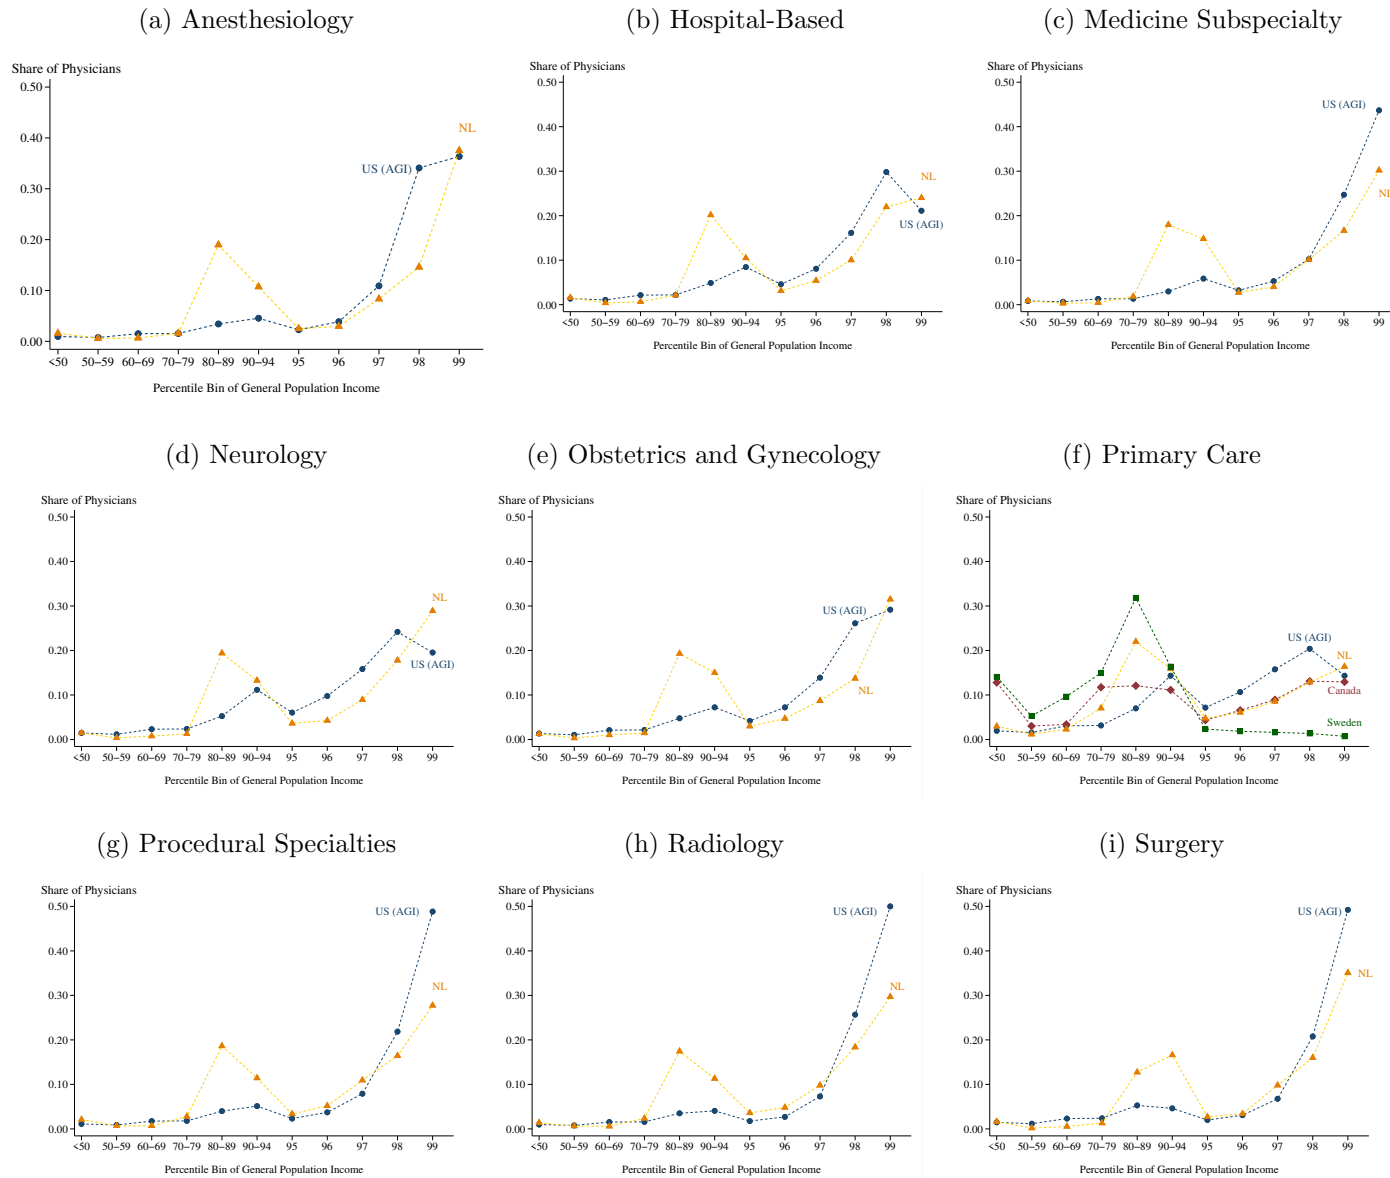 (a) Anesthesiology
Share of Physicians
0.50
0.40
0.30
0.20
0.10
0.00
NL
US (AGI)
<50 50–59 60–69 70–79 80–89 90–94 95 96 97 98 99
Percentile Bin of General Population Income
(b) Hospital-Based
Share of Physicians
0.50
0.40
0.30
0.20
0.10
0.00
NL
US (AGI)
<50 50–59 60–69 70–79 80–89 90–94 95 96 97 98 99
Percentile Bin of General Population Income
(c) Medicine Subspecialty
Share of Physicians
0.50
0.40
0.30
0.20
0.10
0.00
US (AGI)
NL
<50 50–59 60–69 70–79 80–89 90–94 95 96 97 98 99
Percentile Bin of General Population Income
(d) Neurology
Share of Physicians
0.50
0.40
0.30
0.20
0.10
0.00
NL
US (AGI)
<50 50–59 60–69 70–79 80–89 90–94 95 96 97 98 99
Percentile Bin of General Population Income
(e) Obstetrics and Gynecology
Share of Physicians
0.50
0.40
0.30
0.20
0.10
0.00
US (AGI)
NL
<50 50–59 60–69 70–79 80–89 90–94 95 96 97 98 99
Percentile Bin of General Population Income
(f) Primary Care
Share of Physicians
0.50
0.40
0.30
0.20
0.10
0.00
US (AGI)
NL
Canada
Sweden
<50 50–59 60–69 70–79 80–89 90–94 95 96 97 98 99
Percentile Bin of General Population Income
(g) Procedural Specialties
Share of Physicians
0.50
0.40
0.30
0.20
0.10
0.00
US (AGI)
NL
<50 50–59 60–69 70–79 80–89 90–94 95 96 97 98 99
Percentile Bin of General Population Income
(h) Radiology
Share of Physicians
0.50
0.40
0.30
0.20
0.10
0.00
US (AGI)
NL
<50 50–59 60–69 70–79 80–89 90–94 95 96 97 98 99
Percentile Bin of General Population Income
(i) Surgery
Share of Physicians
0.50
0.40
0.30
0.20
0.10
0.00
US (AGI)
NL
<50 50–59 60–69 70–79 80–89 90–94 95 96 97 98 99
Percentile Bin of General Population Income